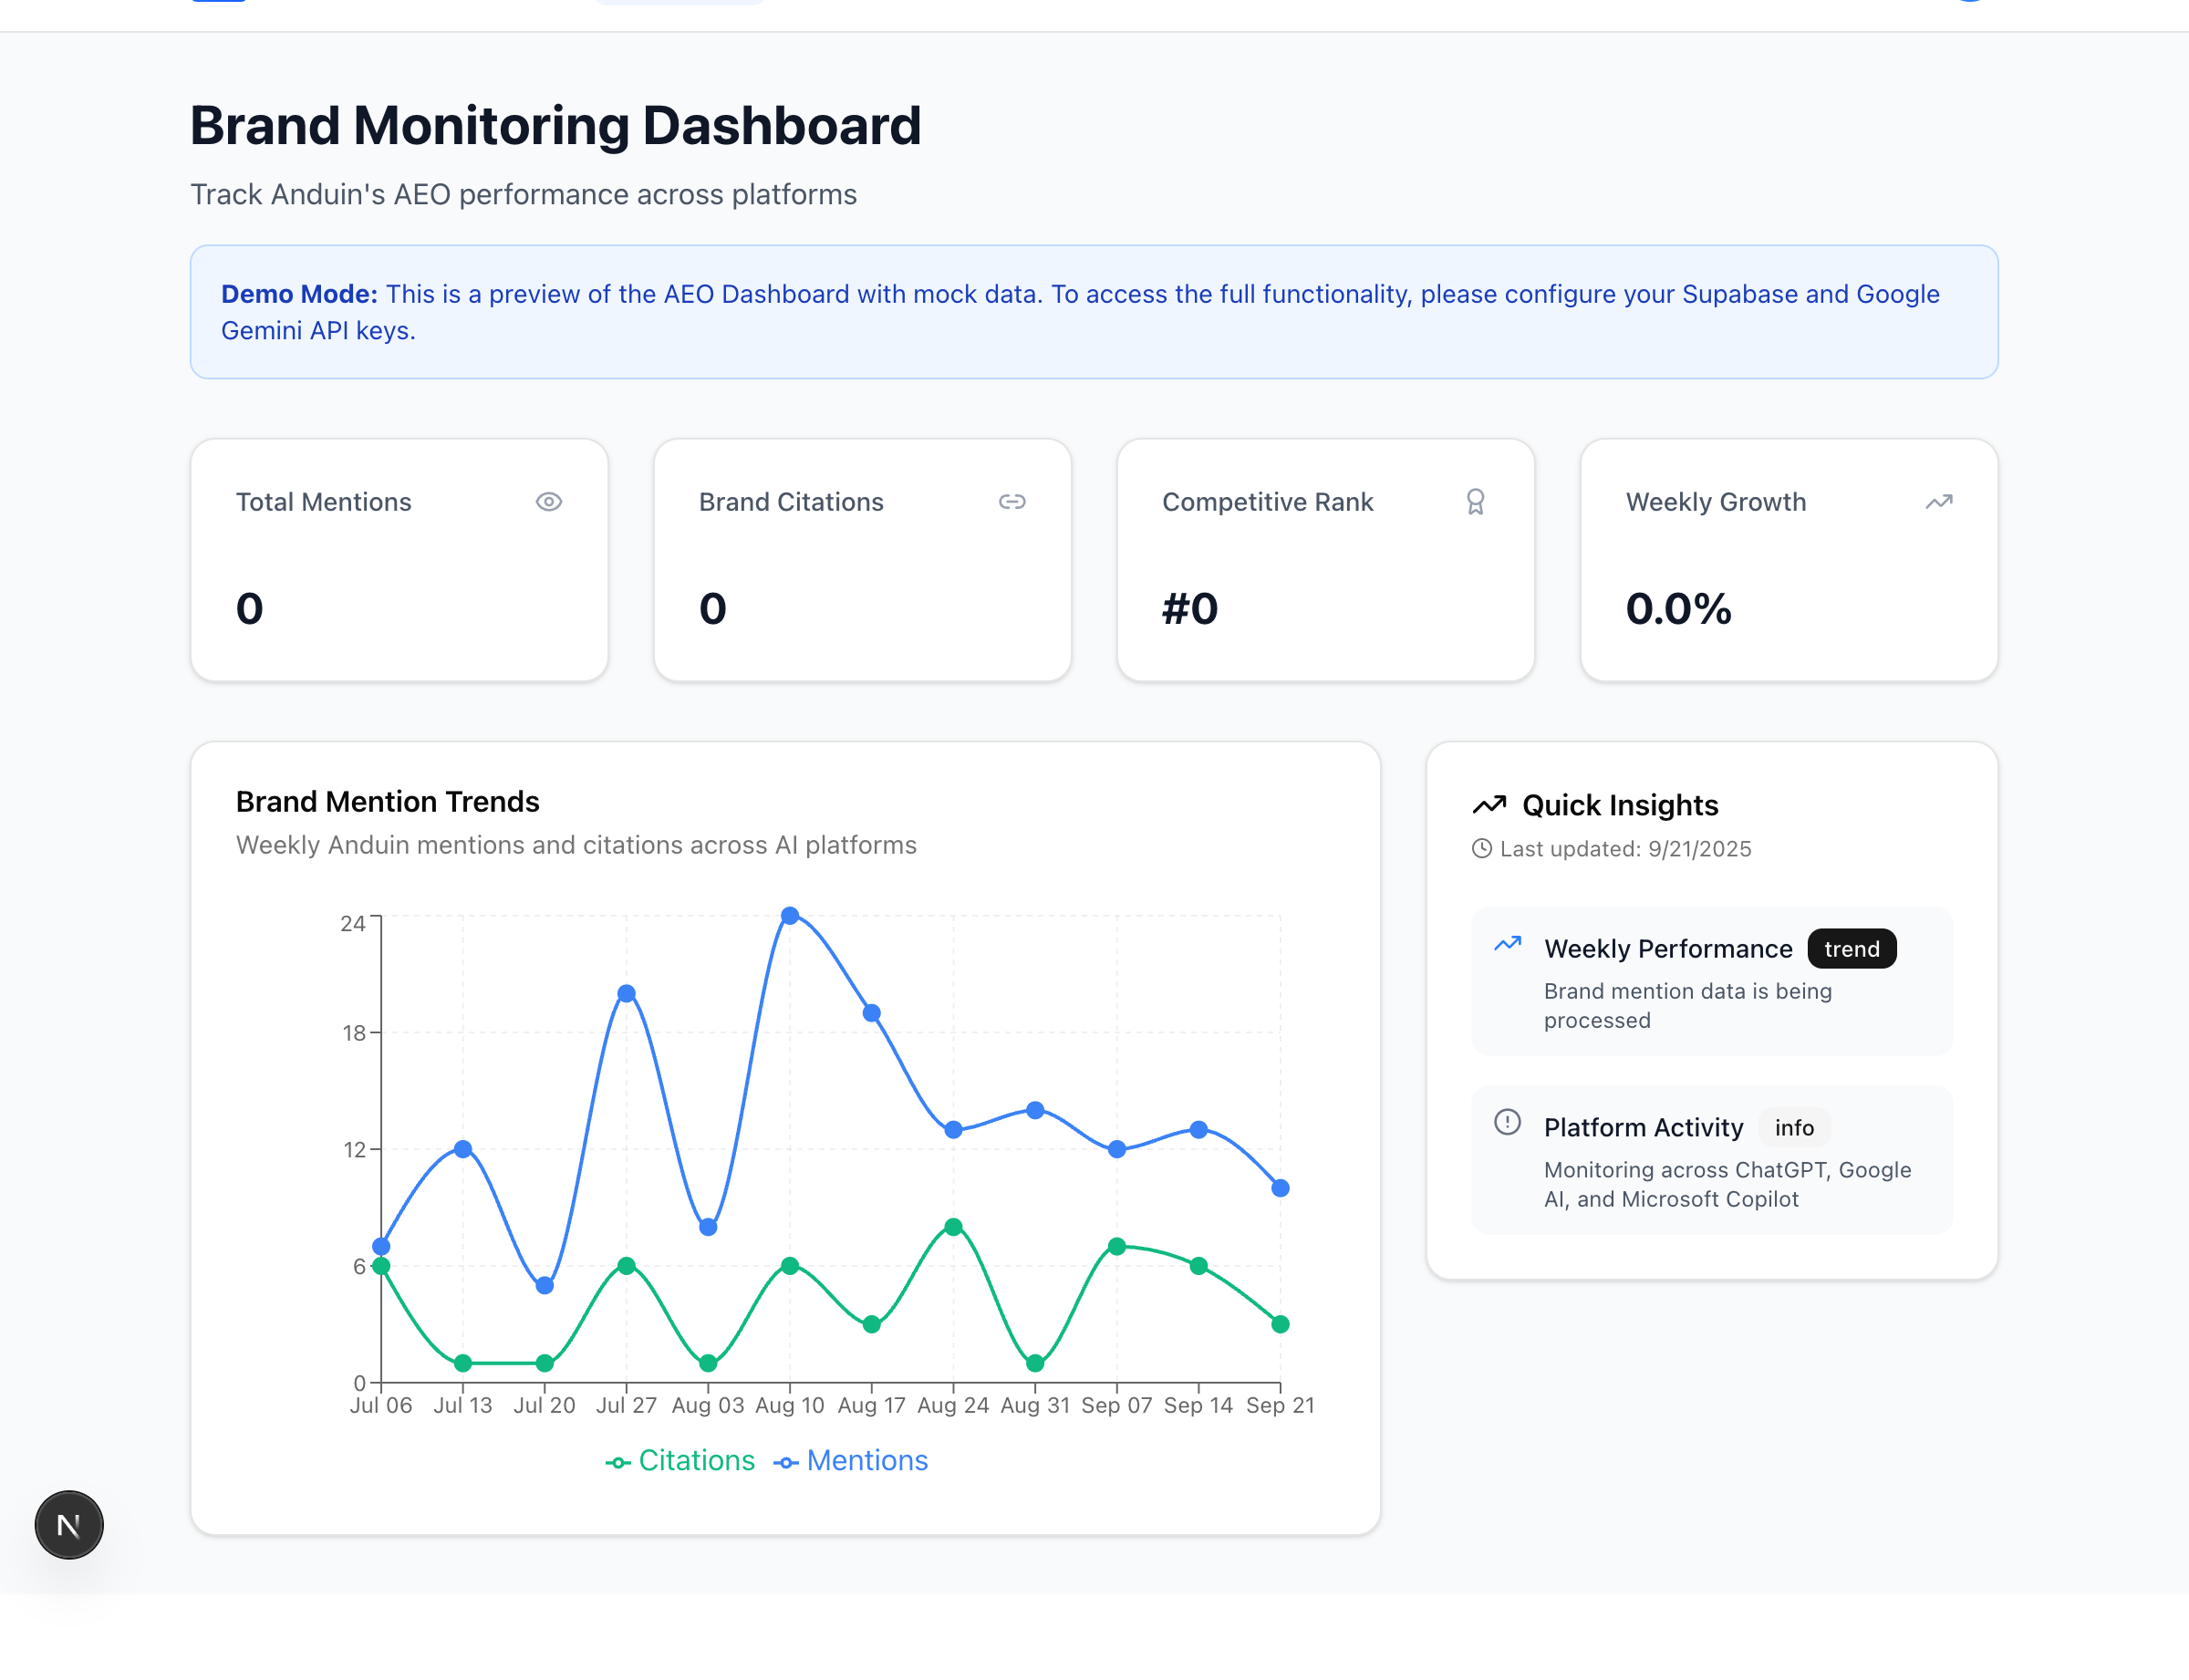 Brand Monitoring Dashboard
Track Anduin's AEO performance across platforms
Demo Mode: This is a preview of the AEO Dashboard with mock data. To access the full functionality, please configure your Supabase and Google
Gemini API keys.
Total Mentions
0
Brand Citations
0
Competitive Rank
#0
Weekly Growth
0.0%
Brand Mention Trends
Weekly Anduin mentions and citations across AI platforms
24
18
12
6
0
Jul 06 Jul 13 Jul 20 Jul 27 Aug 03 Aug 10 Aug 17 Aug 24 Aug 31 Sep 07 Sep 14 Sep 21
Citations Mentions
Quick Insights
Last updated: 9/21/2025
Weekly Performance trend
Brand mention data is being
processed
Platform Activity info
Monitoring across ChatGPT, Google
AI, and Microsoft Copilot
N